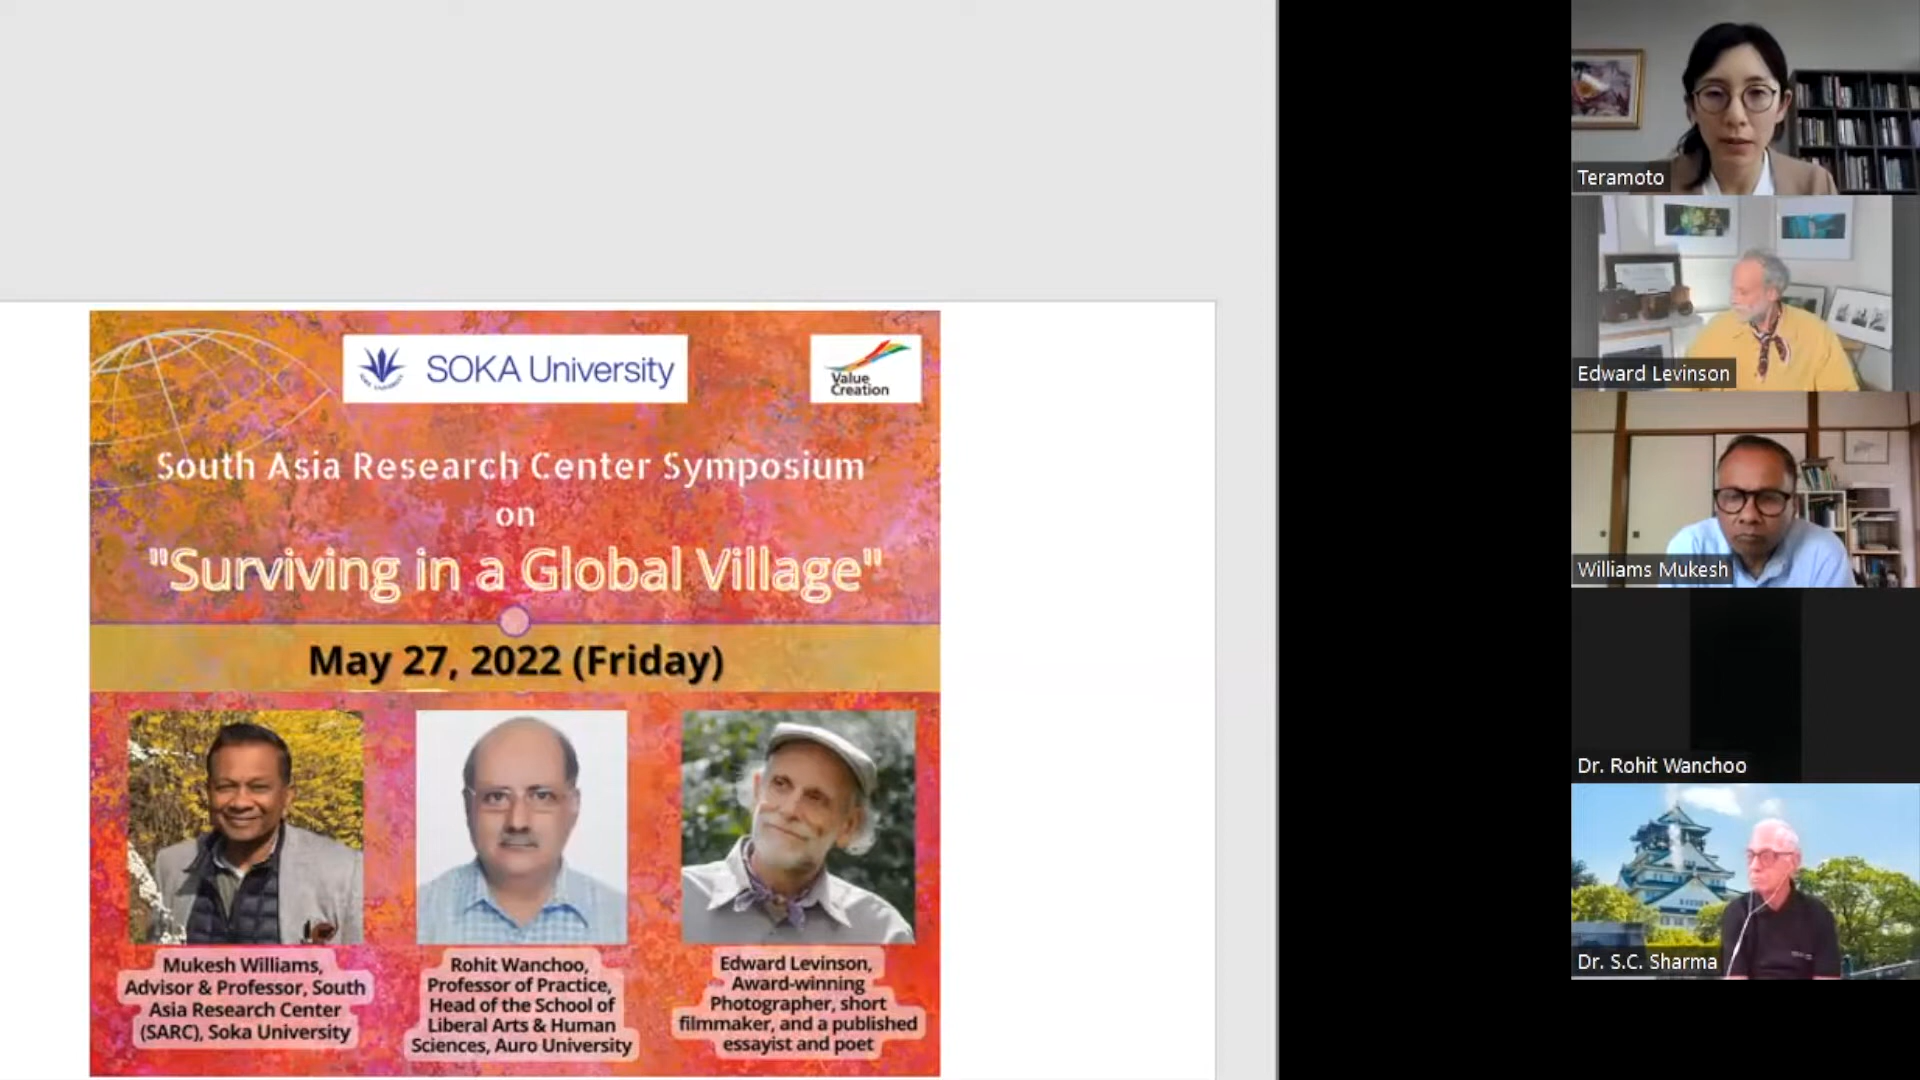 SOKA University
Value
Creation
South Asia Research Center Symposium
on
"Surviving in a Global Village"
May 27, 2022 (Friday)
Mukesh Williams,
Advisor & Professor, South
Asia Research Center
(SARC), Soka University
Rohit Wanchoo,
Professor of Practice,
Head of the School of
Liberal Arts & Human
Sciences, Auro University
Edward Levinson,
Award-winning
Photographer, short
filmmaker, and a published
essayist and poet
Teramoto
Edward Levinson
Williams Mukesh
Dr. Rohit Wanchoo
Dr. S.C. Sharma